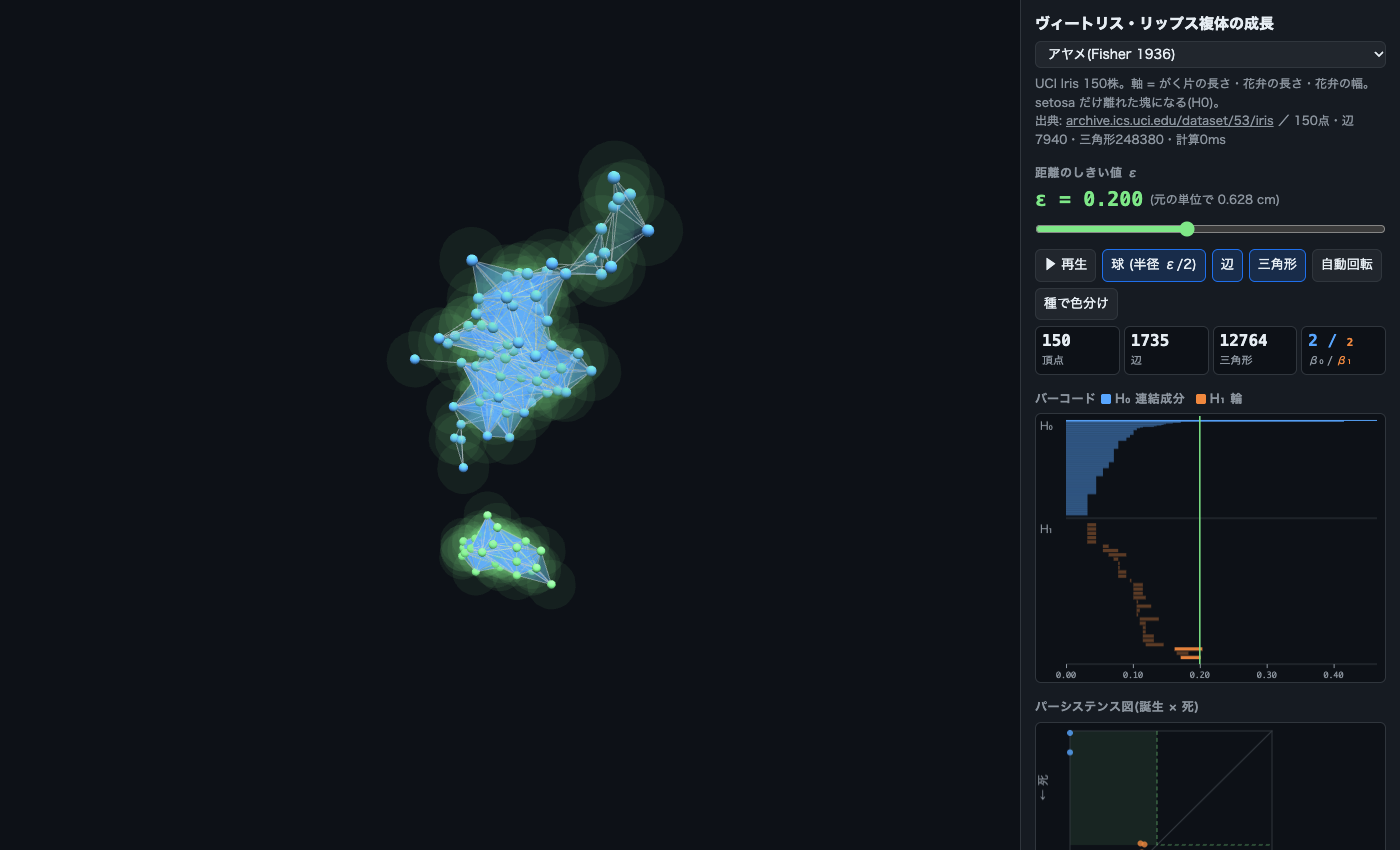 ヴィートリス・リップス複体の成長
アヤメ(Fisher 1936)
UCI Iris 150株。軸 = がく片の長さ・花弁の長さ・花弁の幅。
setosa だけ離れた塊になる(H0)。
出典: archive.ics.uci.edu/dataset/53/iris ／ 150点・辺
7940・三角形248380・計算0ms
距離のしきい値 ε
ε = 0.200 (元の単位で 0.628 cm)
▶ 再生 球 (半径 ε/2) 辺 三角形 自動回転
種で色分け
150 1735 12764 2 / 2
頂点 辺 三角形 β₀ / β₁
バーコード H₀ 連結成分 H₁ 輪
H₀
H₁
0.00 0.10 0.20 0.30 0.40
パーシステンス図(誕生 × 死)
死 →